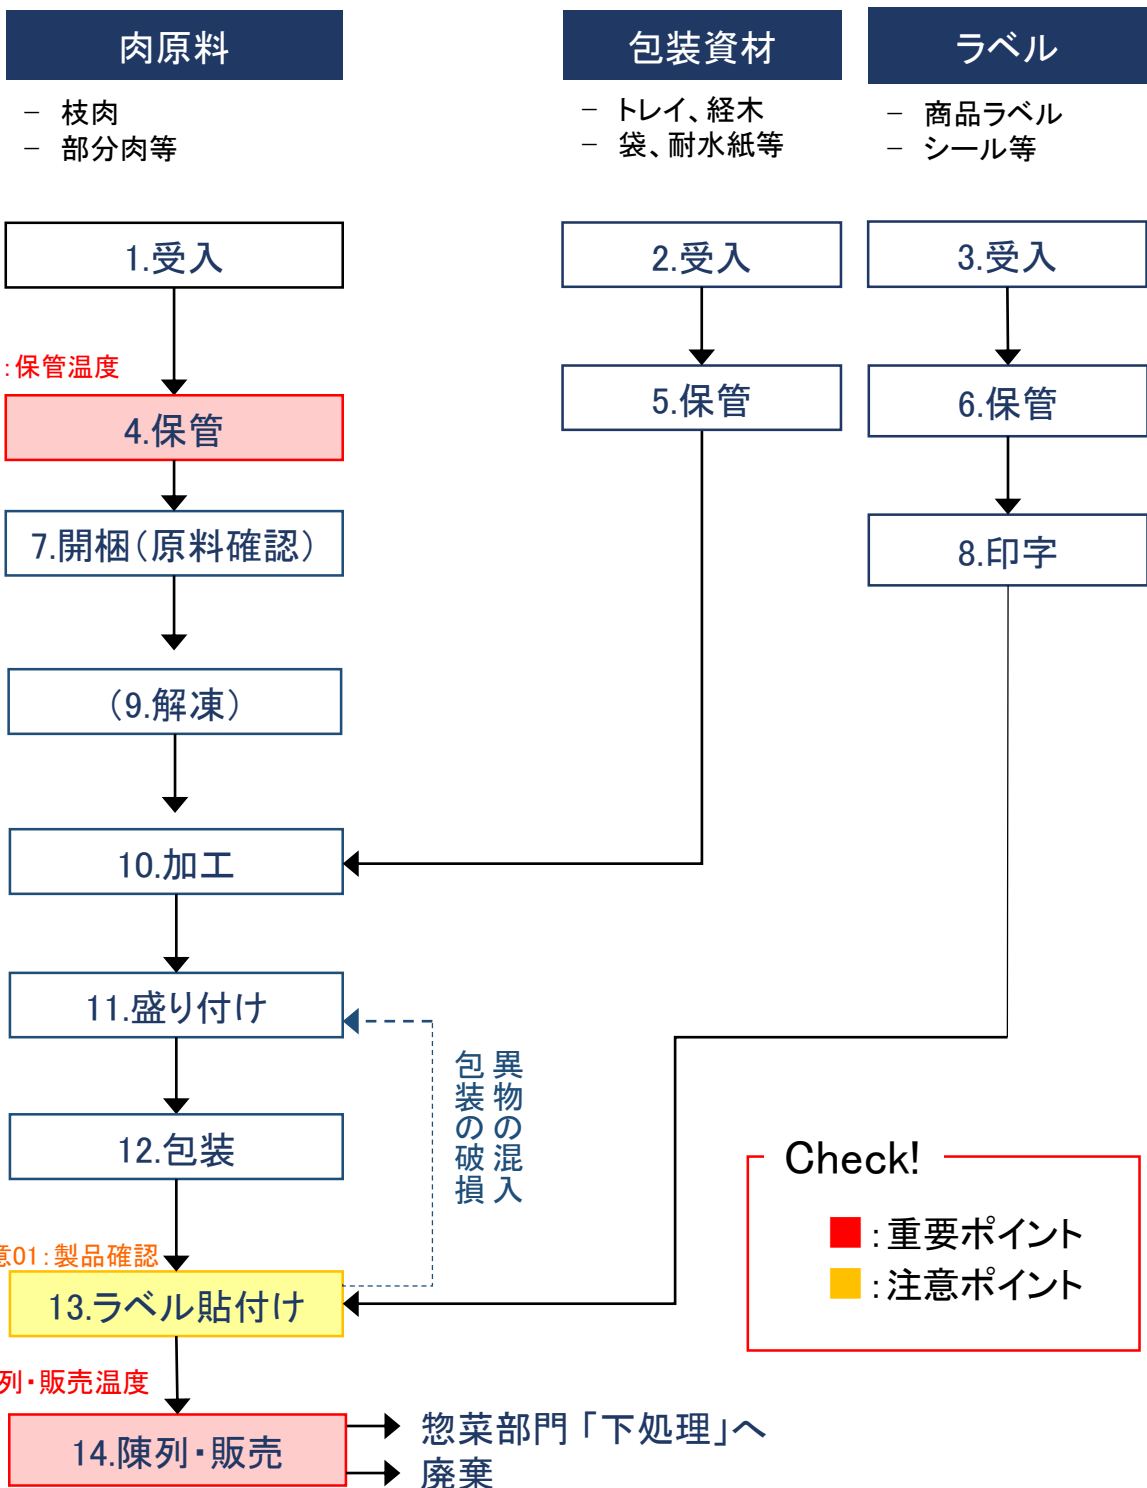 肉原料
包装資材
ラベル
－ 枝肉
－ 部分肉等
－ トレイ、経木
－ 袋、耐水紙等
－ 商品ラベル
－ シール等
1.受入
2.受入
3.受入
：保管温度
4.保管
5.保管
6.保管
7.開梱（原料確認）
8.印字
（9.解凍）
10.加工
11.盛り付け
異物の混入
包装の破損
12.包装
意01：製品確認
13.ラベル貼付け
Check!
：重要ポイント
：注意ポイント
列・販売温度
14.陳列・販売
惣菜部門「下処理」へ
廃棄